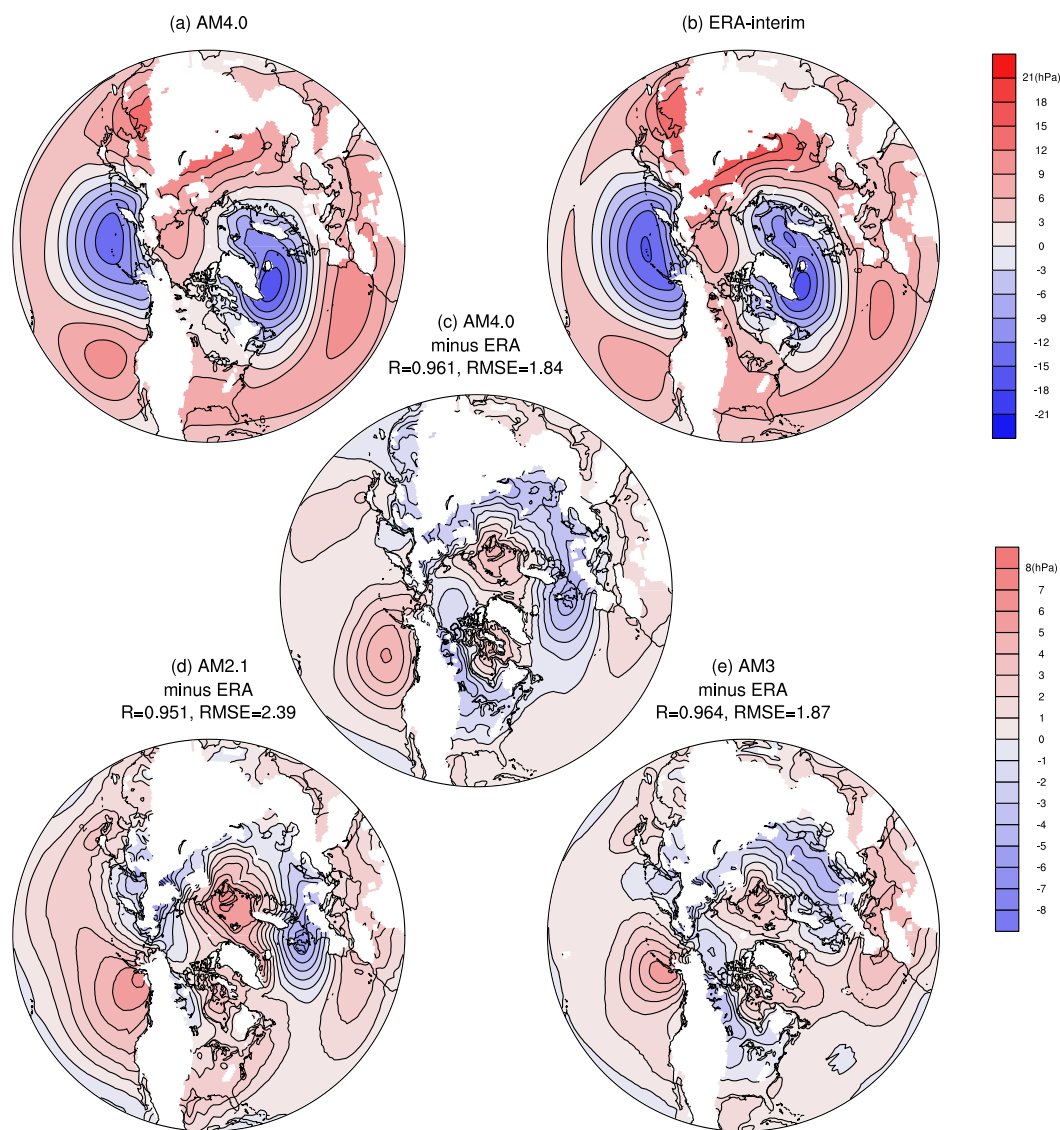 (a) AM4.0
(b) ERA-interim
21(hPa)
18
15
12
9
6
3
0
-3
-6
-9
-12
-15
-18
-21
(c) AM4.0
minus ERA
R=0.961, RMSE=1.84
8(hPa)
7
6
5
4
3
2
1
0
-1
-2
-3
-4
-5
-6
-7
-8
(d) AM2.1
minus ERA
R=0.951, RMSE=2.39
(e) AM3
minus ERA
R=0.964, RMSE=1.87